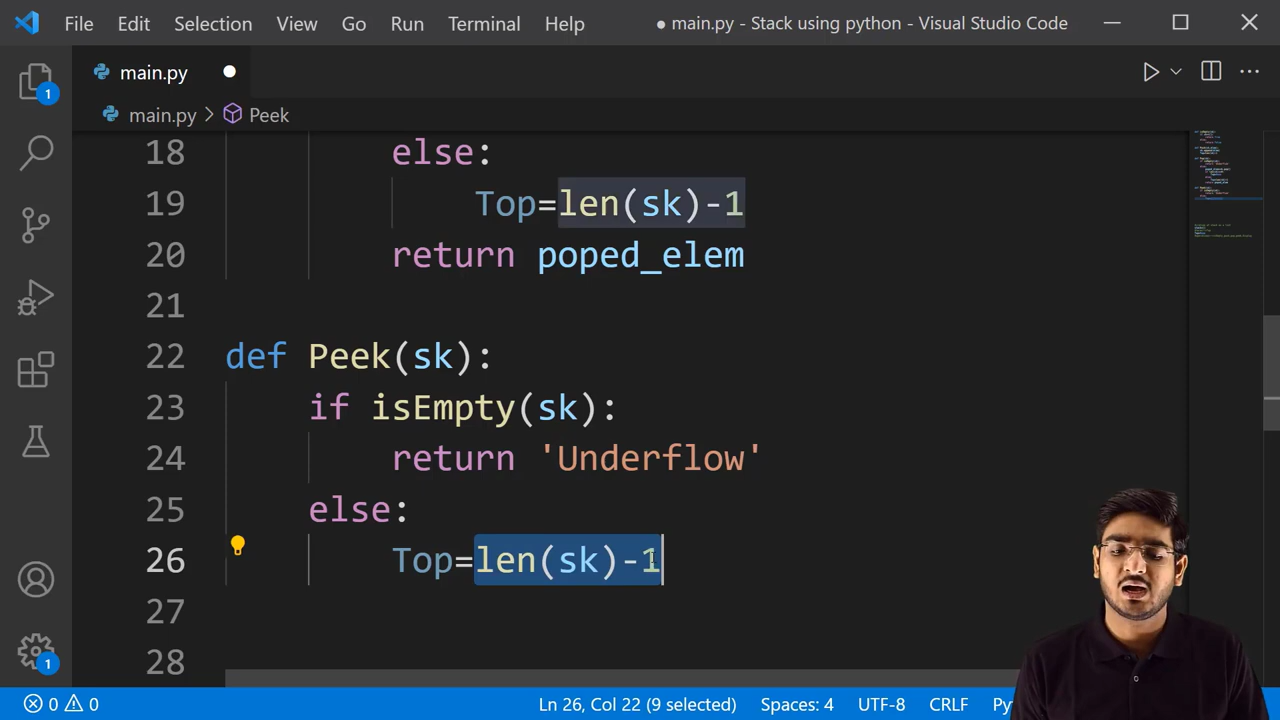 File Edit Selection View Go Run Terminal Help ● main.py - Stack using python - Visual Studio Code
main.py
main.py > Peek
1
18 else:
19 Top=len(sk)-1
20 return poped_elem
21
22 def Peek(sk):
23 if isEmpty(sk):
24 return 'Underflow'
25 else:
26 Top=len(sk)-1
27
28
1
0 0 Ln 26, Col 22 (9 selected) Spaces: 4 UTF-8 CRLF Py